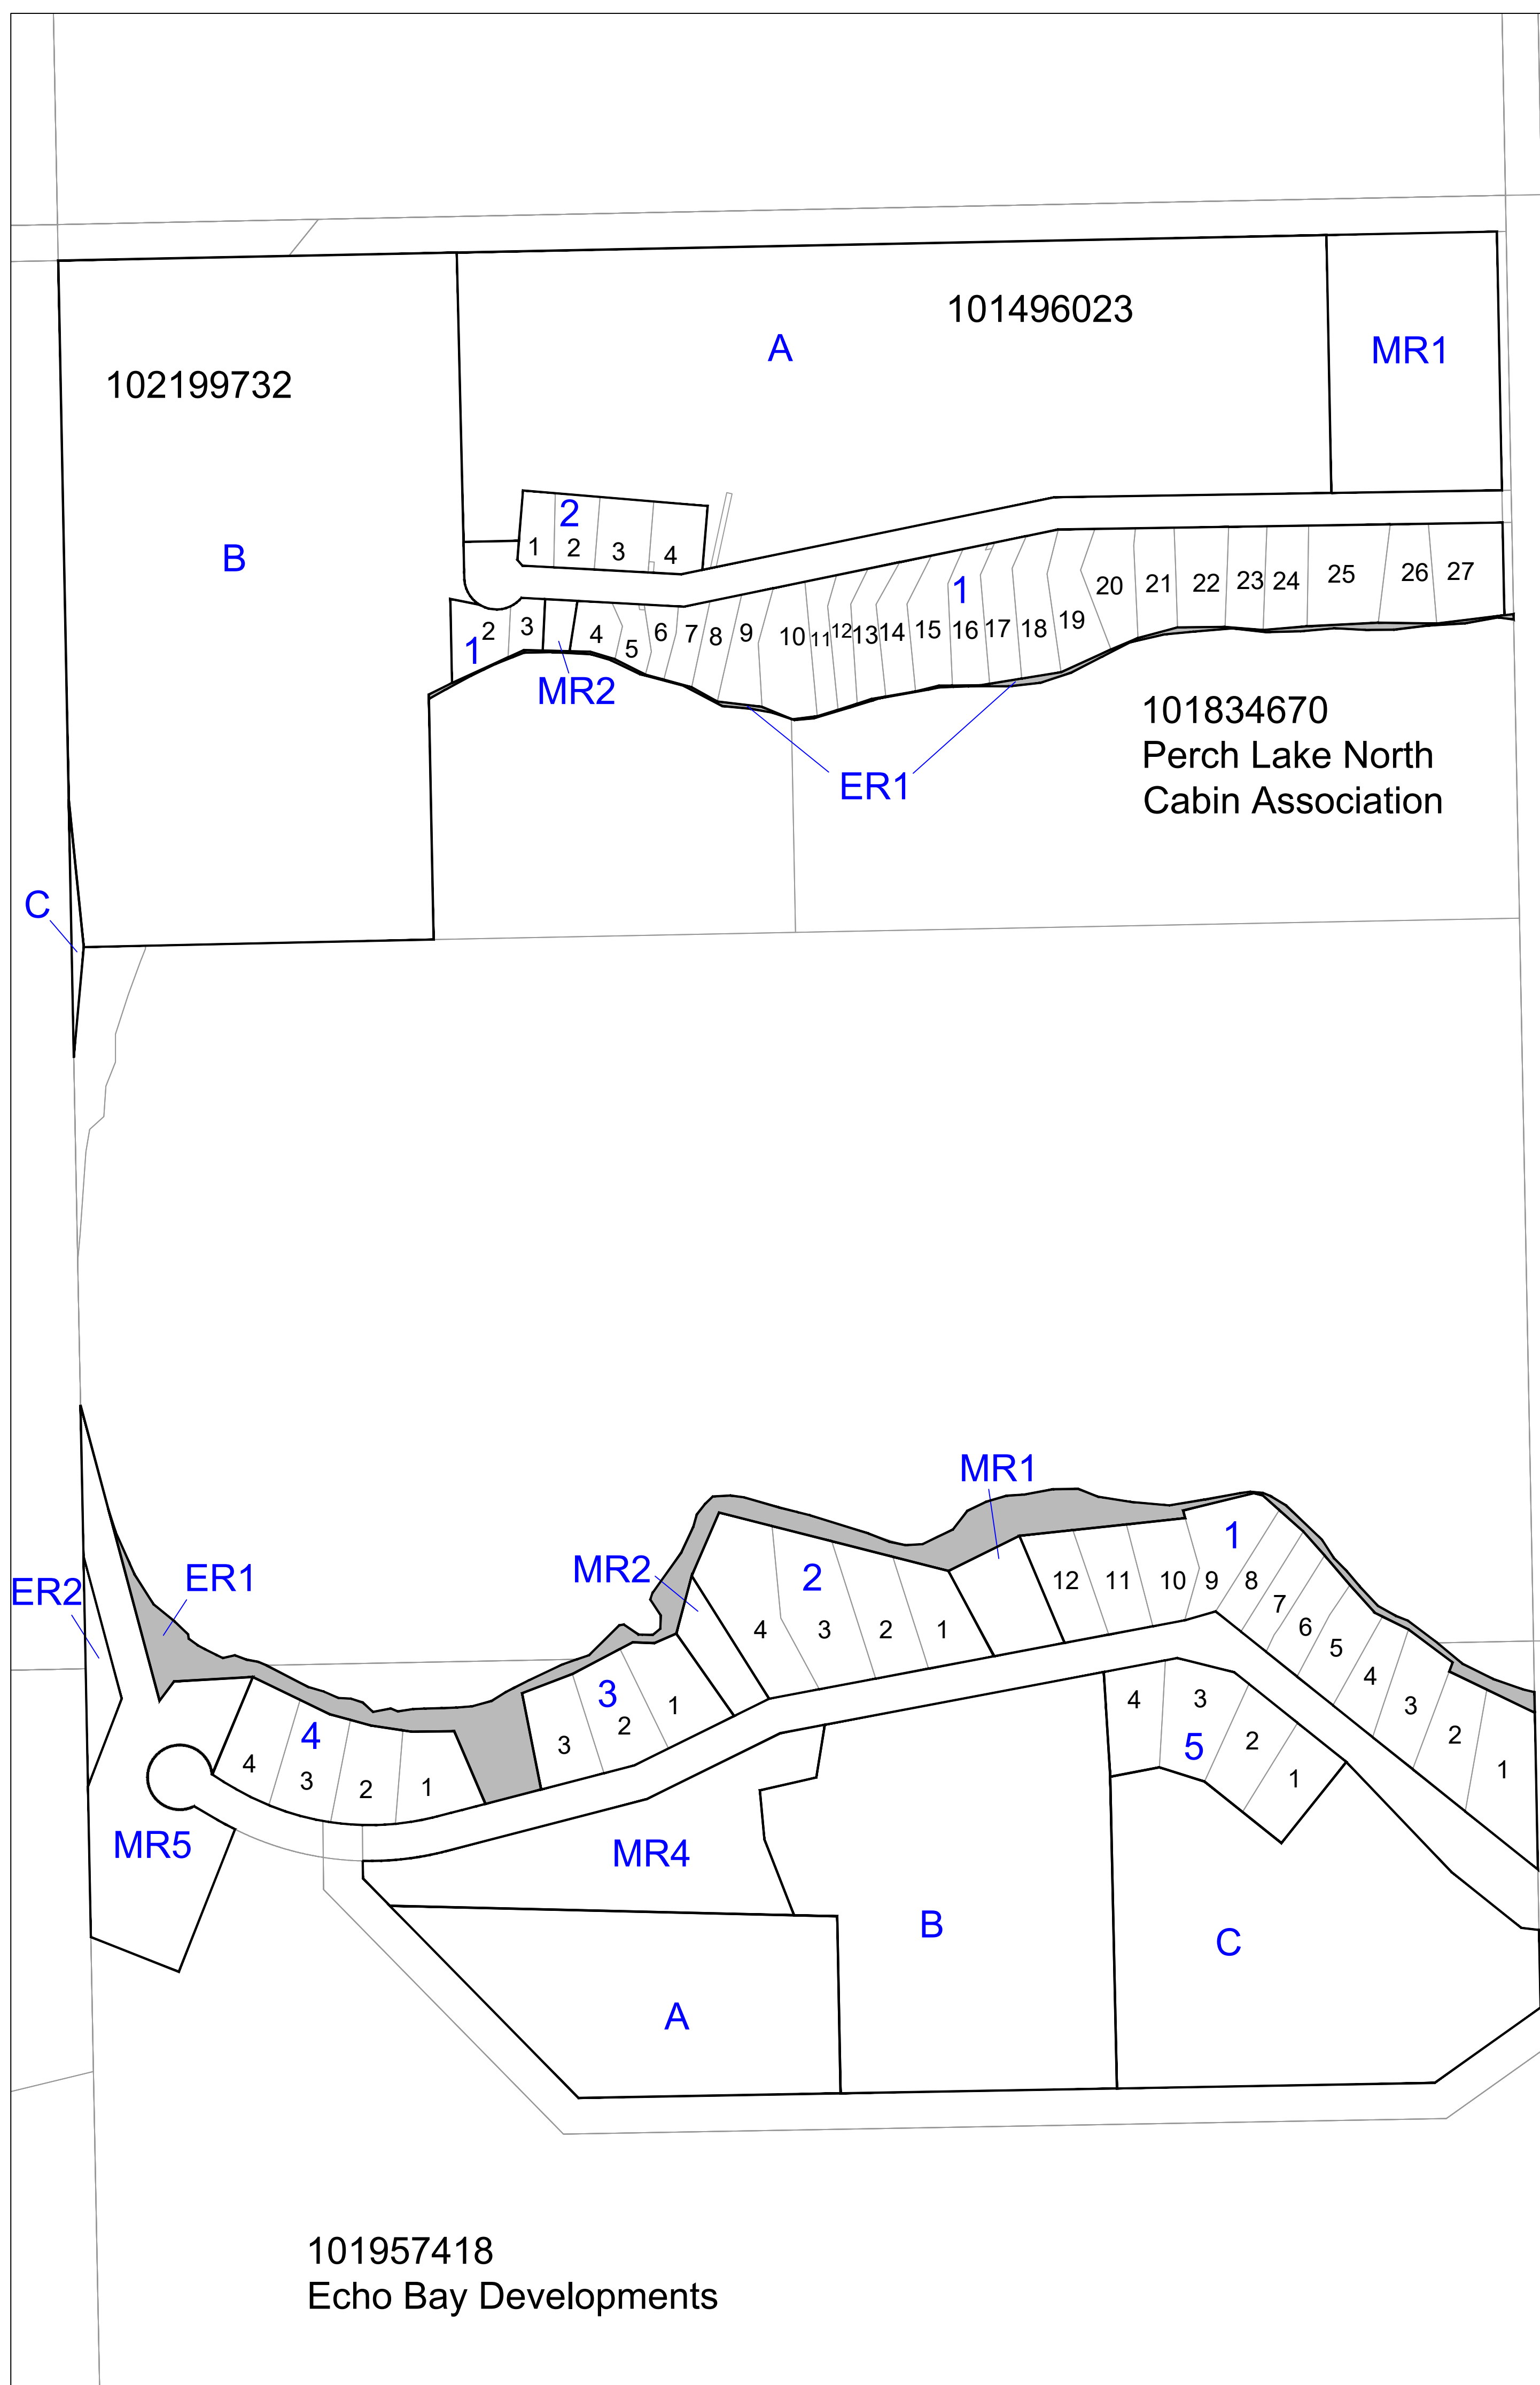 101496023
A
MR1
102199732
2
B
1 2 3 4
1
20 21 22 23 24 25 26 27
2 3 4 5 6 7 8 9 10 11 12 13 14 15 16 17 18 19
1
MR2
101834670
Perch Lake North
Cabin Association
ER1
C
MR1
MR2
ER1
ER2
2
1
12 11 10 9 8 7 6 5 4 3 2 1
4 3 2 1
3
3 2 1
4
4 3 2 1
5
4 3 2 1
MR5
MR4
B
C
A
101957418
Echo Bay Developments